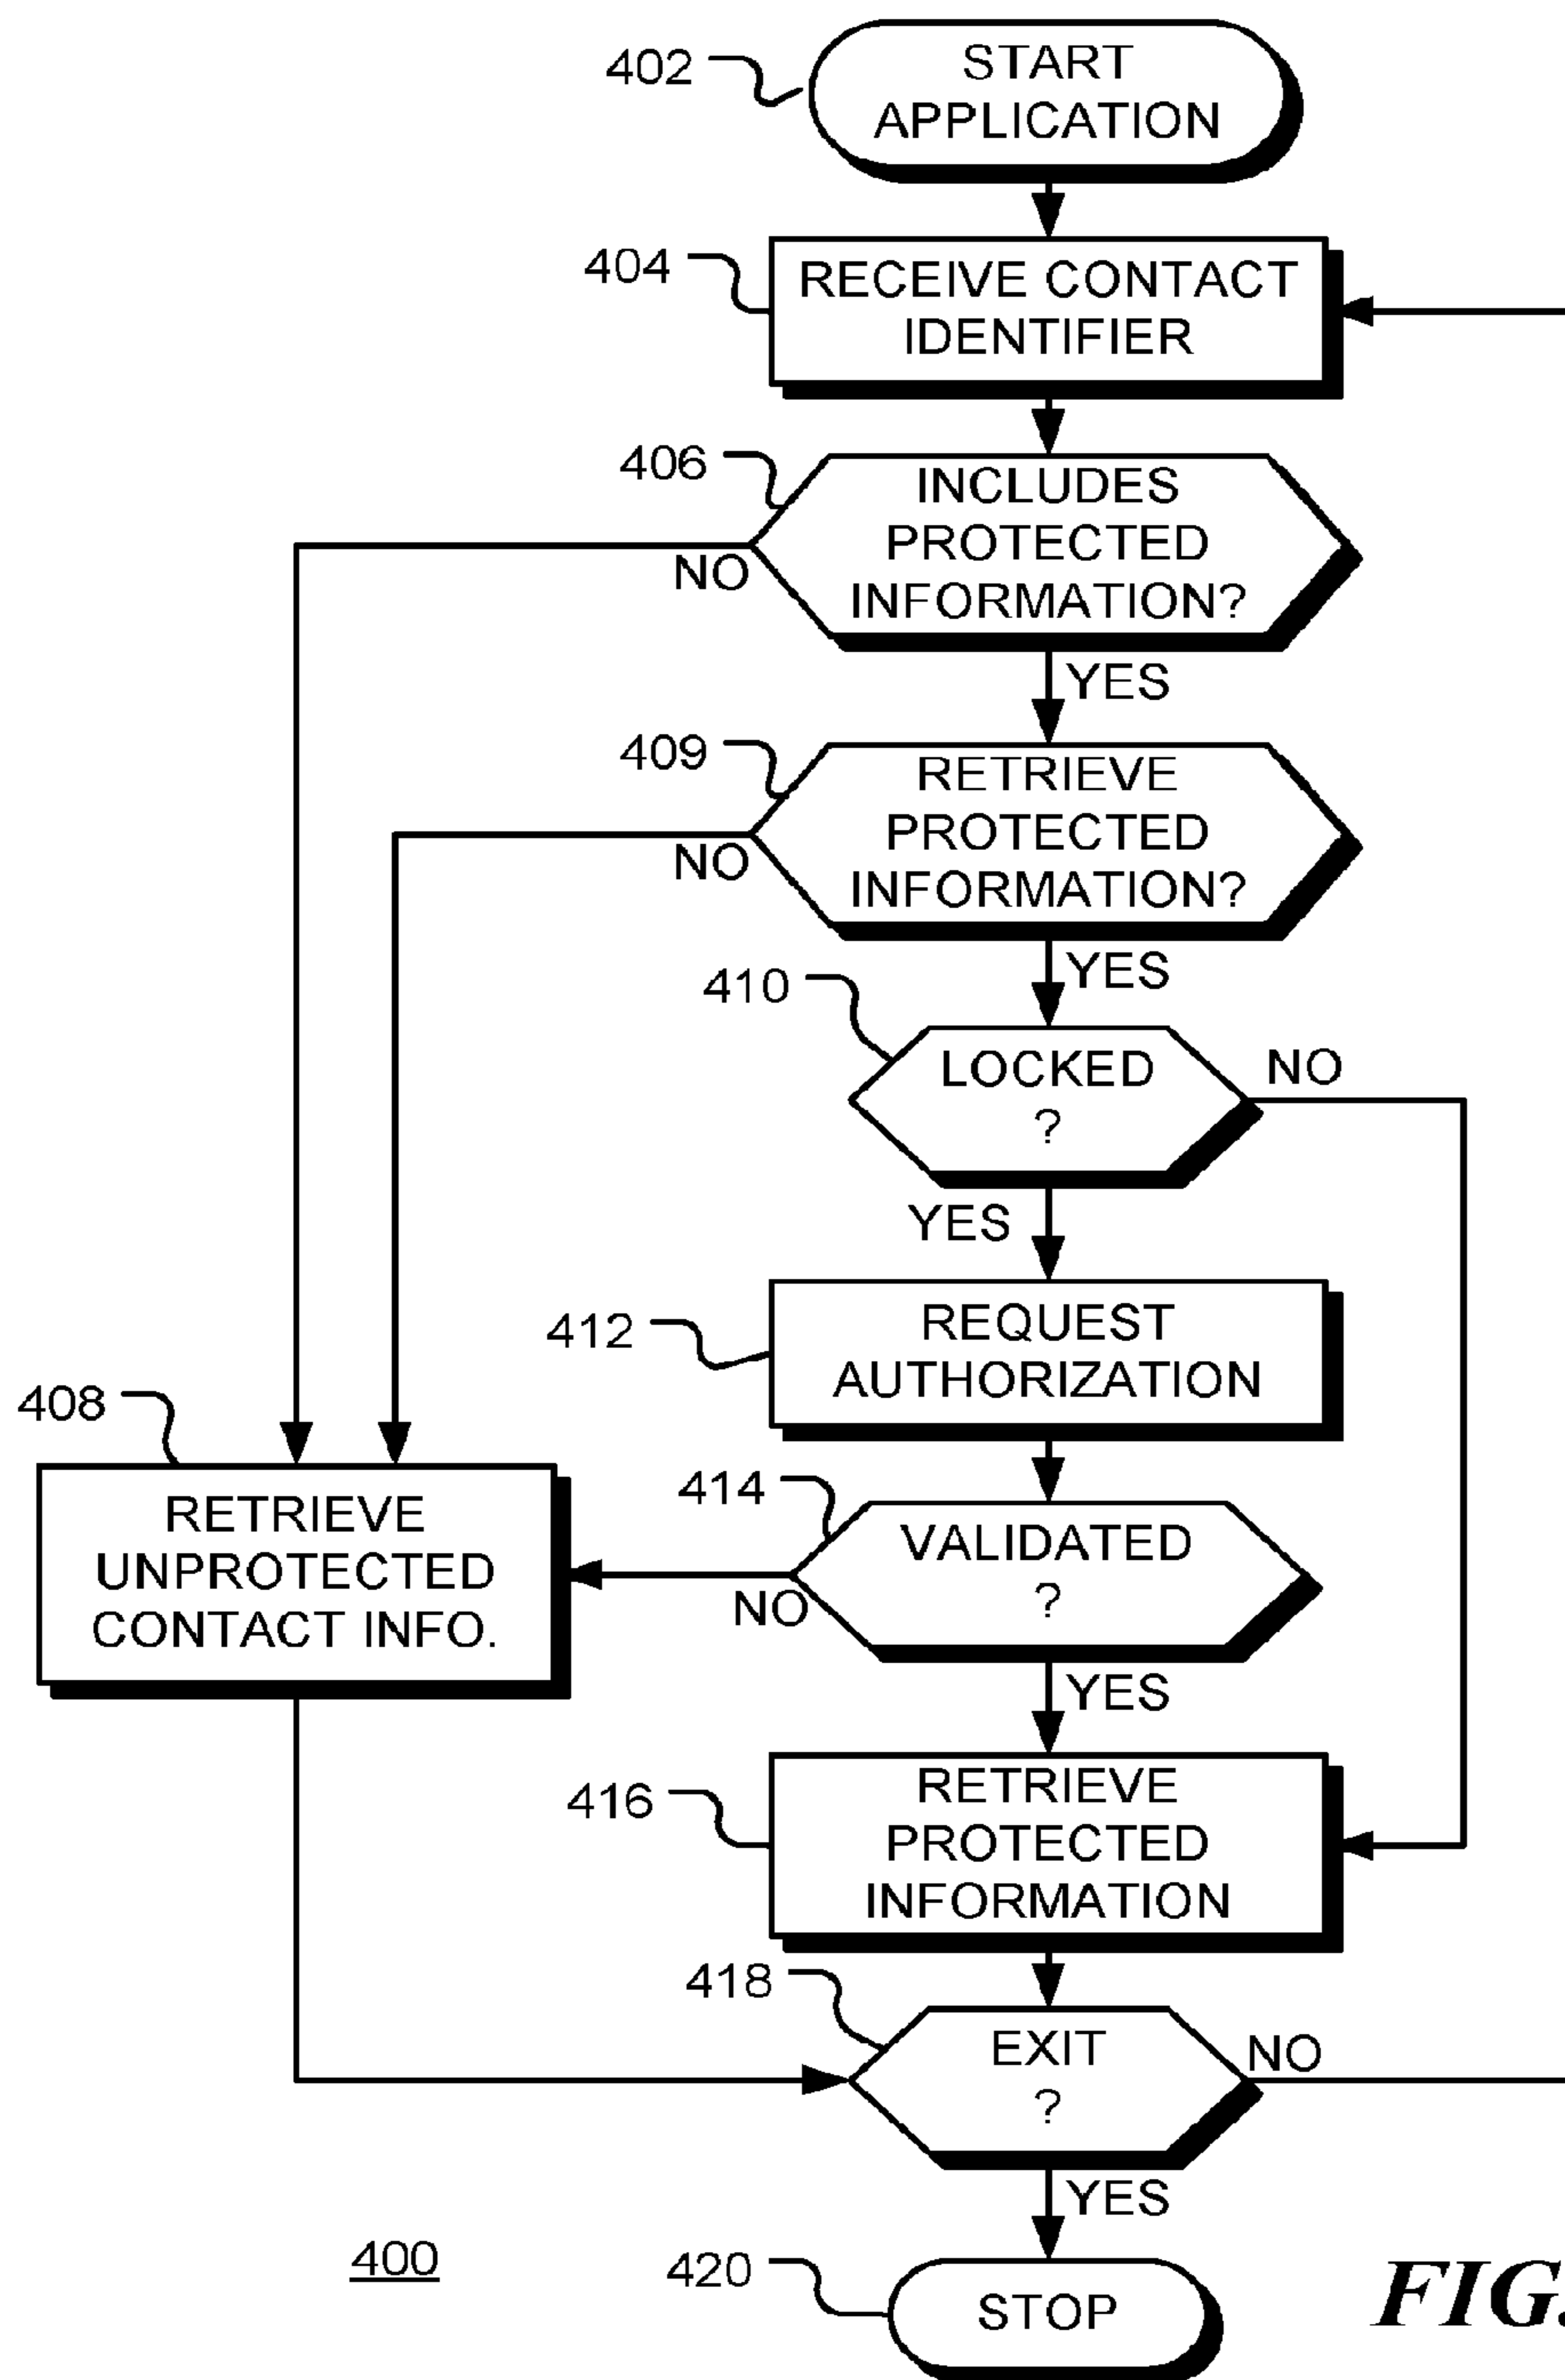 402
START
APPLICATION
404
RECEIVE CONTACT
IDENTIFIER
406
INCLUDES
PROTECTED
INFORMATION?
NO
YES
409
RETRIEVE
PROTECTED
INFORMATION?
NO
YES
410
LOCKED
?
NO
YES
412
REQUEST
AUTHORIZATION
408
RETRIEVE
UNPROTECTED
CONTACT INFO.
414
VALIDATED
?
NO
YES
416
RETRIEVE
PROTECTED
INFORMATION
418
EXIT
?
NO
YES
400
420
STOP
FIG.